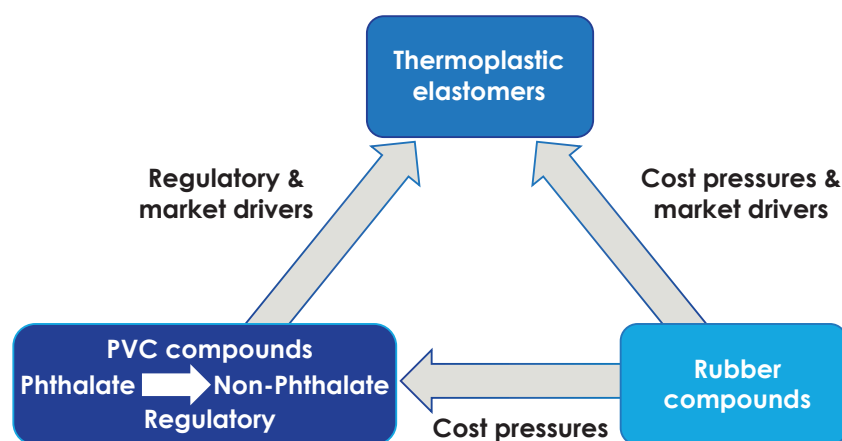 Thermoplastic
elastomers
Regulatory &
market drivers
Cost pressures &
market drivers
PVC compounds
Phthalate Non-Phthalate
Regulatory
Rubber
compounds
Cost pressures